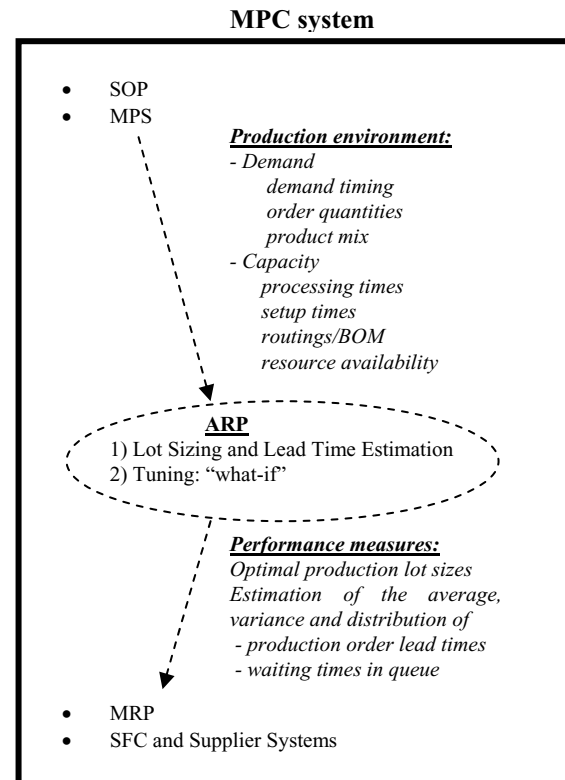 MPC system
• SOP
• MPS
Production environment:
- Demand
demand timing
order quantities
product mix
- Capacity
processing times
setup times
routings/BOM
resource availability
ARP
1) Lot Sizing and Lead Time Estimation
2) Tuning: “what-if”
Performance measures:
Optimal production lot sizes
Estimation of the average,
variance and distribution of
- production order lead times
- waiting times in queue
• MRP
• SFC and Supplier Systems